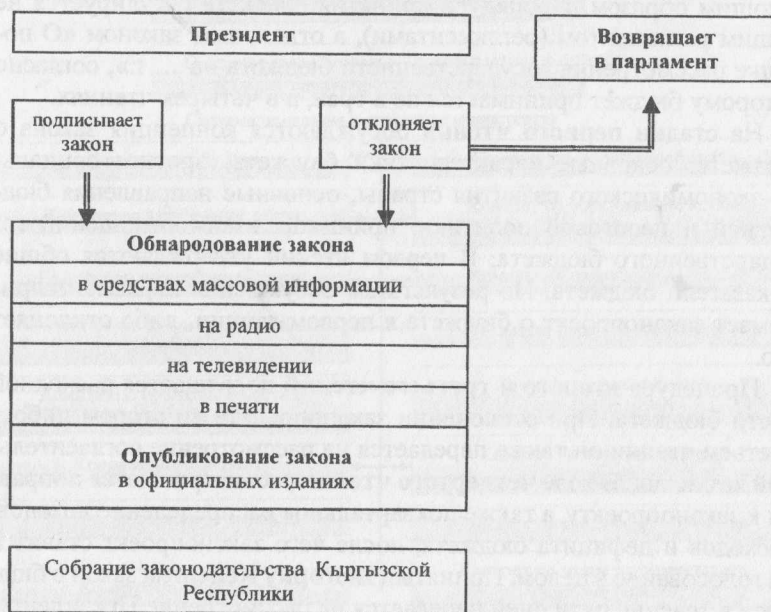 Президент
Возвращает
в парламент
подписывает
закон
отклоняет
закон
Обнародование закона
в средствах массовой информации
на радио
на телевидении
в печати
Опубликование закона
в официальных изданиях
Собрание законодательства Кыргызской
Республики